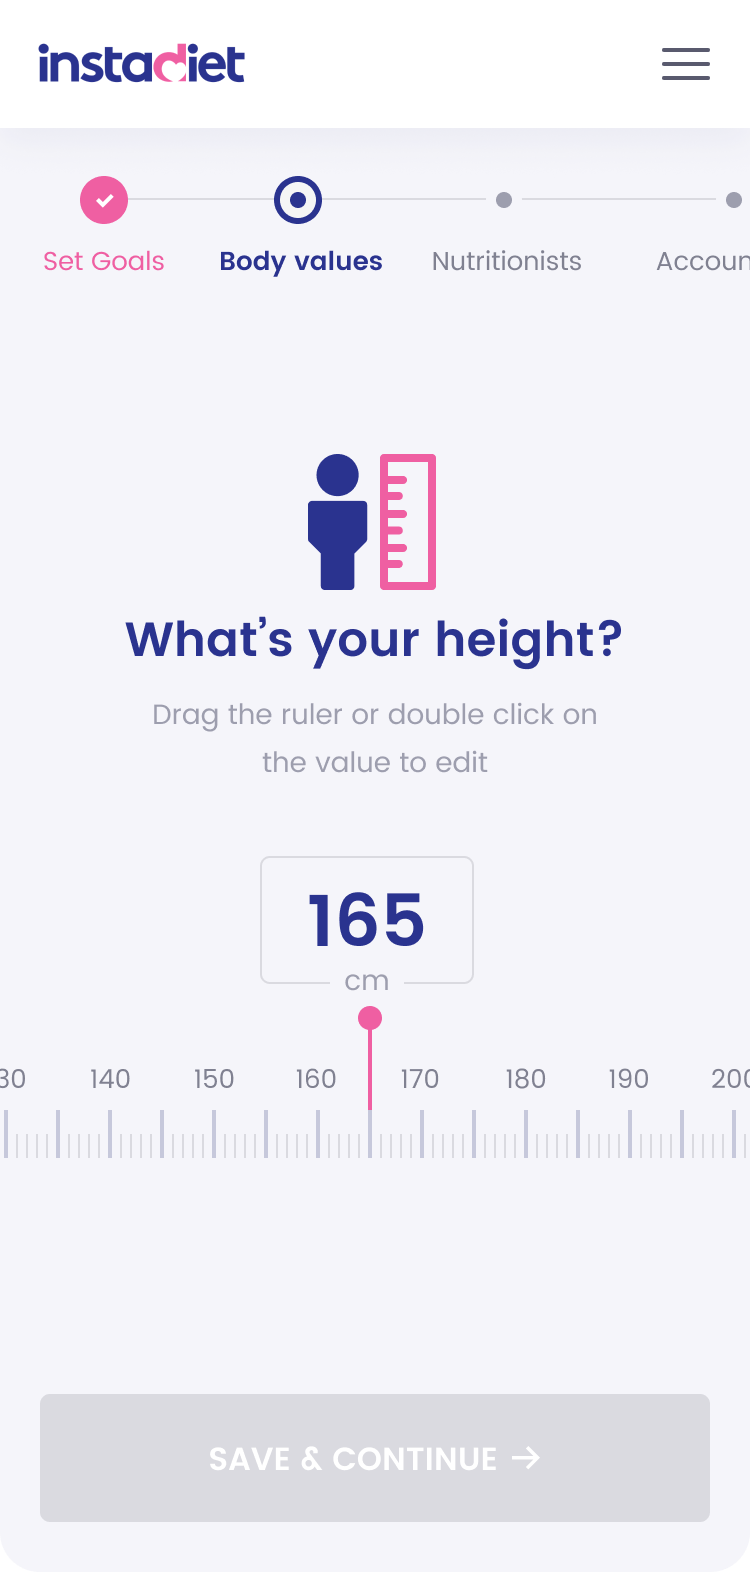 instadiet
Set Goals Body values Nutritionists Accoun
What's your height?
Drag the ruler or double click on
the value to edit
165
cm
30 140 150 160 170 180 190 200
SAVE & CONTINUE →